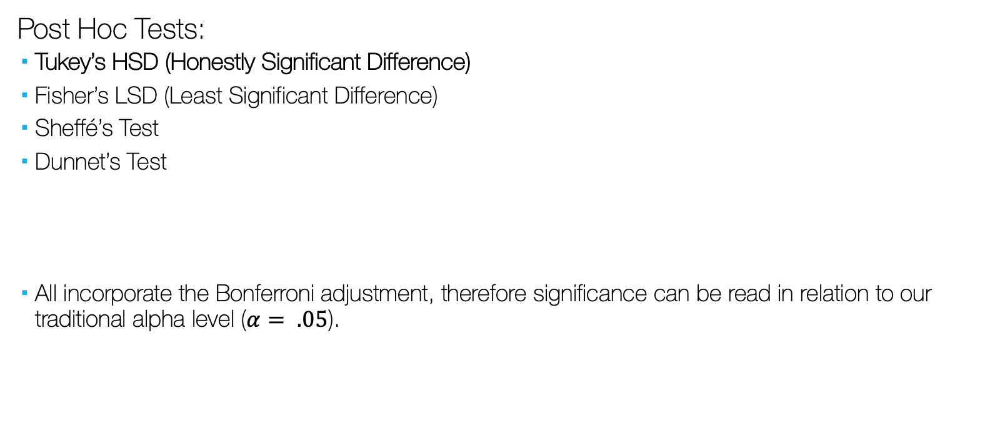 Post Hoc Tests:
▪ Tukey’s HSD (Honestly Significant Difference)
▪ Fisher’s LSD (Least Significant Difference)
▪ Sheffé’s Test
▪ Dunnet’s Test
▪ All incorporate the Bonferroni adjustment, therefore significance can be read in relation to our
traditional alpha level (𝜶 = .05).